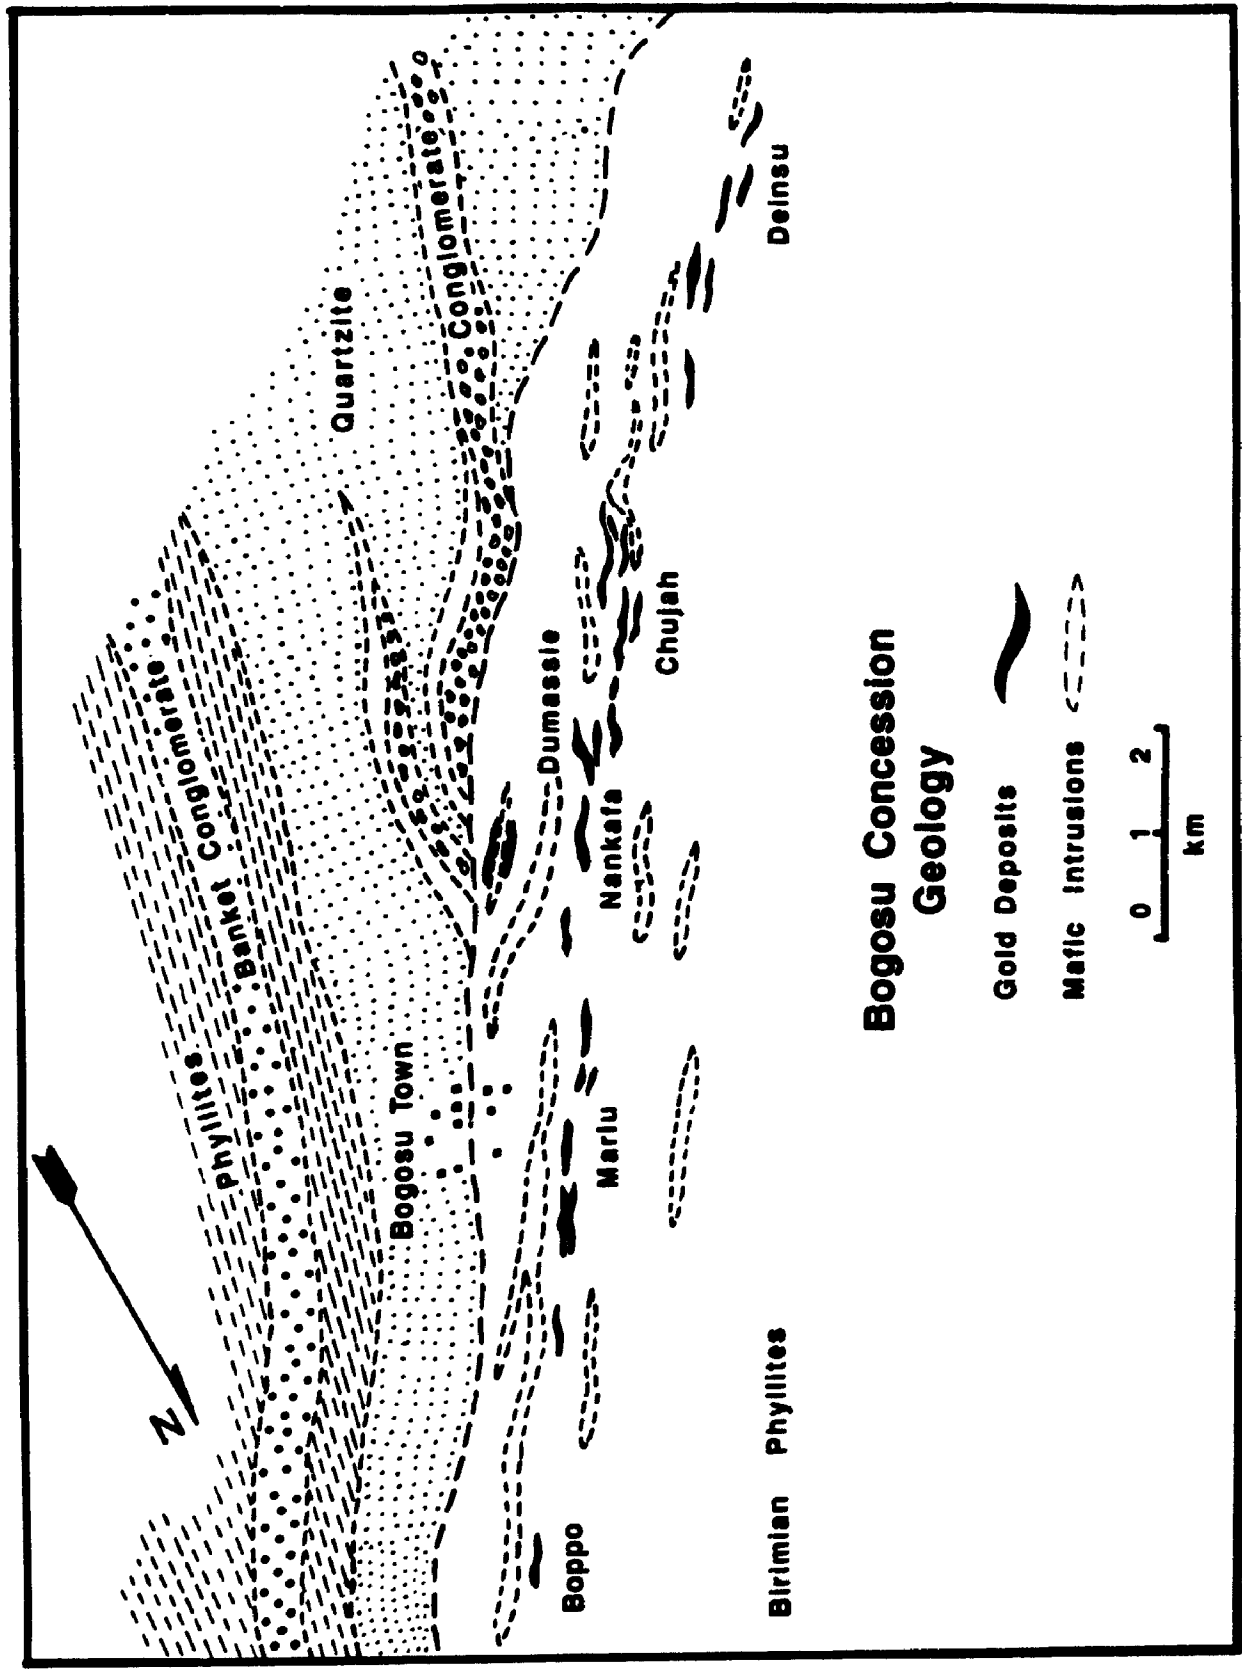 N
Phyllites
Banket Conglomerate
Quartzite
Conglomerate
Bogosu Town
Boppo
Marlu
Nankafa
Dumassie
Chujah
Deinsu
Birimian Phyllites
Bogosu Concession
Geology
Gold Deposits
Mafic Intrusions
0 1 2
km